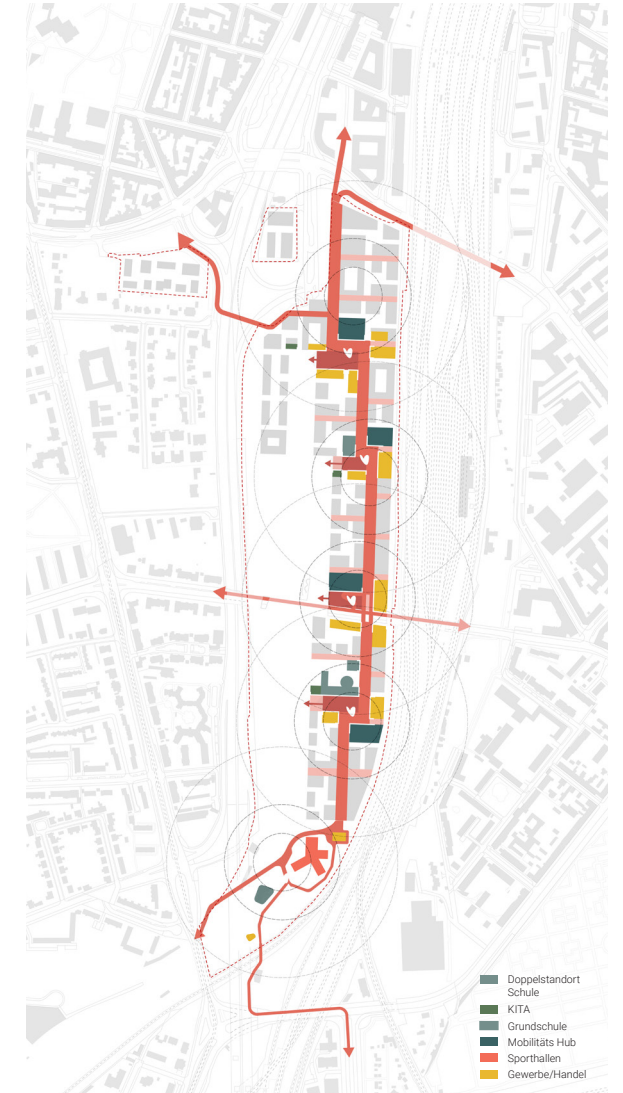 Doppelstandort
Schule
KITA
Grundschule
Mobilitäts Hub
Sporthallen
Gewerbe/Handel